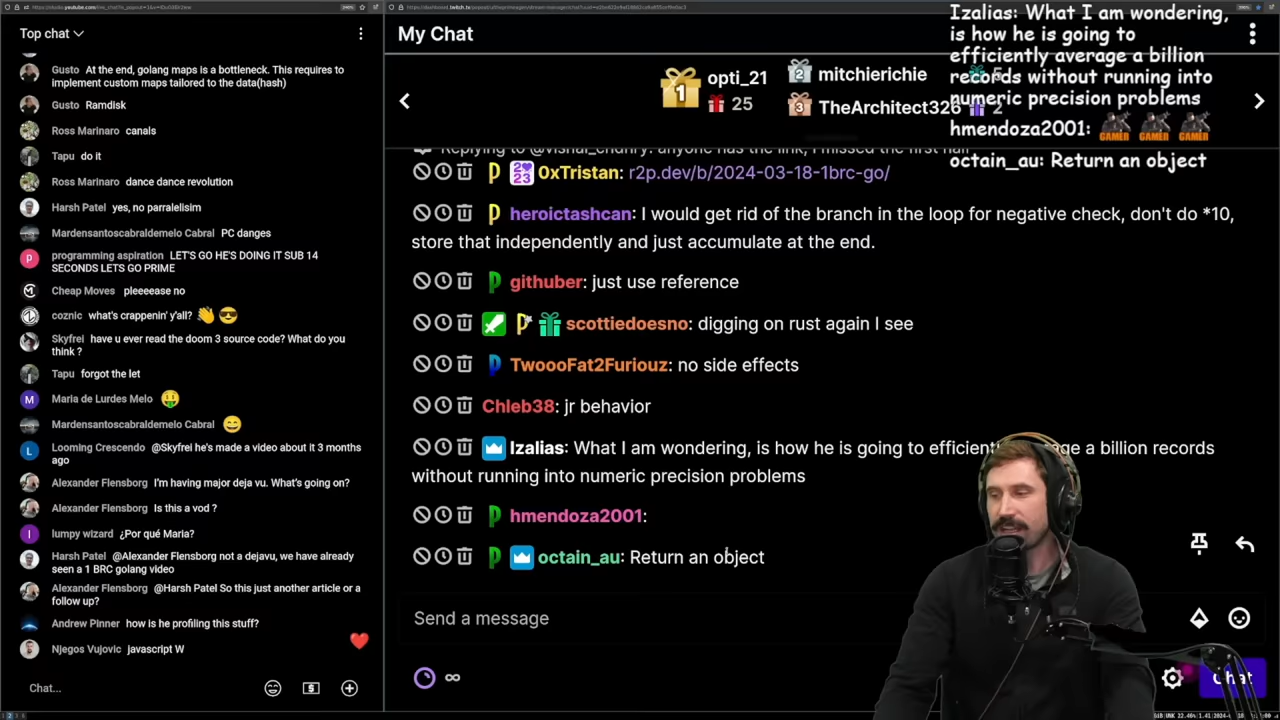 Top chat
Gusto At the end, golang maps is a bottleneck. This requires to
implement custom maps tailored to the data(hash)
Gusto Ramdisk
Ross Marinaro canals
Tapu do it
Ross Marinaro dance dance revolution
Harsh Patel yes, no parralelisim
Mardensantoscabraldemelo Cabral PC danges
programming aspiration LET'S GO HE'S DOING IT SUB 14
SECONDS LETS GO PRIME
Cheap Moves pleeeease no
coznic what's crappenin' y'all?
Skyfrei have u ever read the doom 3 source code? What do you
think ?
Tapu forgot the let
Maria de Lurdes Melo
Mardensantoscabraldemelo Cabral
Looming Crescendo @Skyfrei he's made a video about it 3 months
ago
Alexander Flensborg I'm having major deja vu. What's going on?
Alexander Flensborg Is this a vod ?
lumpy wizard ¿Por qué Maria?
Harsh Patel @Alexander Flensborg not a dejavu, we have already
seen a 1 BRC golang video
Alexander Flensborg @Harsh Patel So this just another article or a
follow up?
Andrew Pinner how is he profiling this stuff?
Njegos Vujovic javascript W
Chat...
My Chat
1 opti_21
25
2 mitchierichie
3 TheArchitect326 2
0xTristan: r2p.dev/b/2024-03-18-1brc-go/
heroictashcan: I would get rid of the branch in the loop for negative check, don't do *10,
store that independently and just accumulate at the end.
githuber: just use reference
scottiedoesno: digging on rust again I see
TwoooFat2Furiouz: no side effects
Chleb38: jr behavior
Izalias: What I am wondering, is how he is going to efficiently average a billion records
without running into numeric precision problems
hmendoza2001:
octain_au: Return an object
Send a message
Chat
Izalias: What I am wondering,
is how he is going to
efficiently average a billion
records without running into
numeric precision problems
hmendoza2001: GAMER GAMER GAMER
octain_au: Return an object